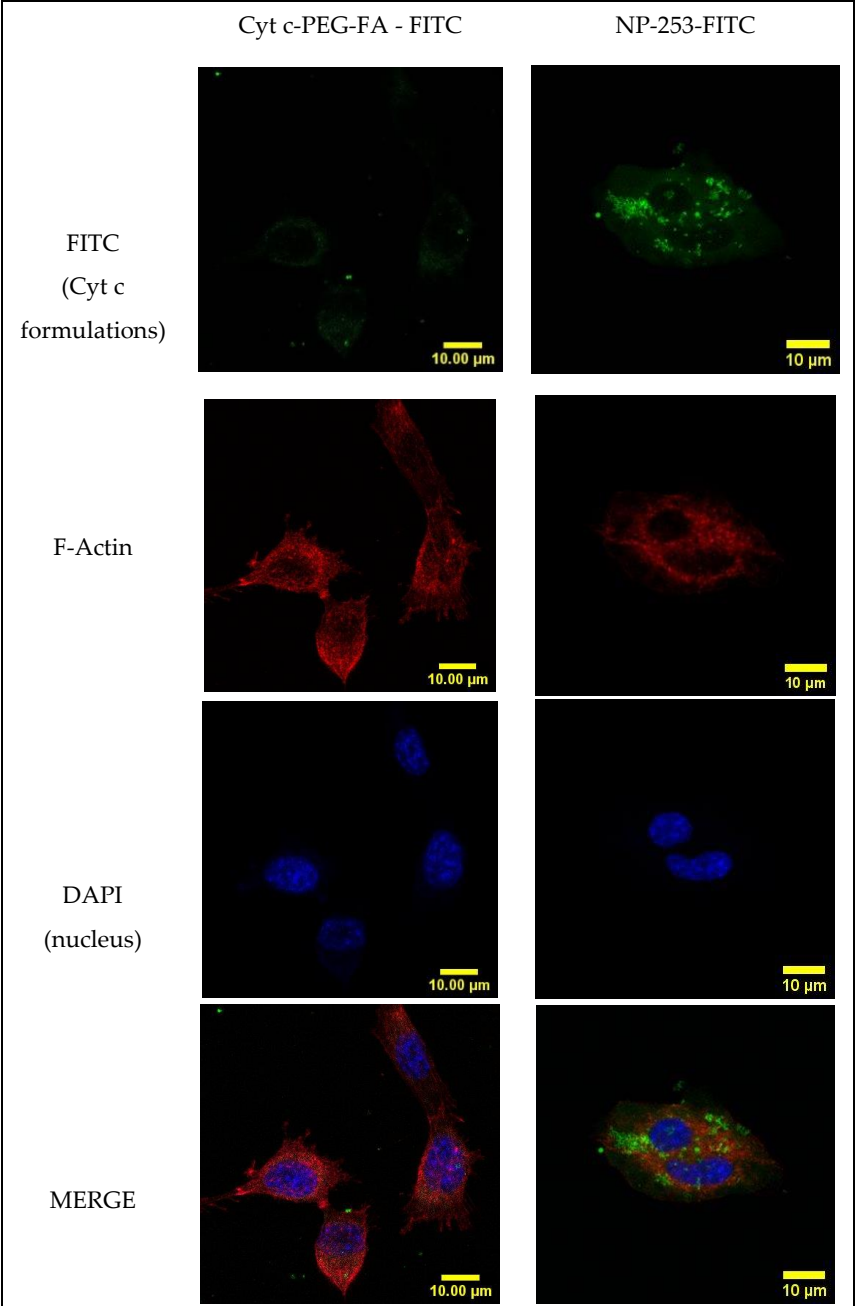 Cyt c-PEG-FA - FITC
NP-253-FITC
FITC
(Cyt c
formulations)
10.00 µm
10 µm
F-Actin
10.00 µm
10 µm
DAPI
(nucleus)
10.00 µm
10 µm
MERGE
10.00 µm
10 µm